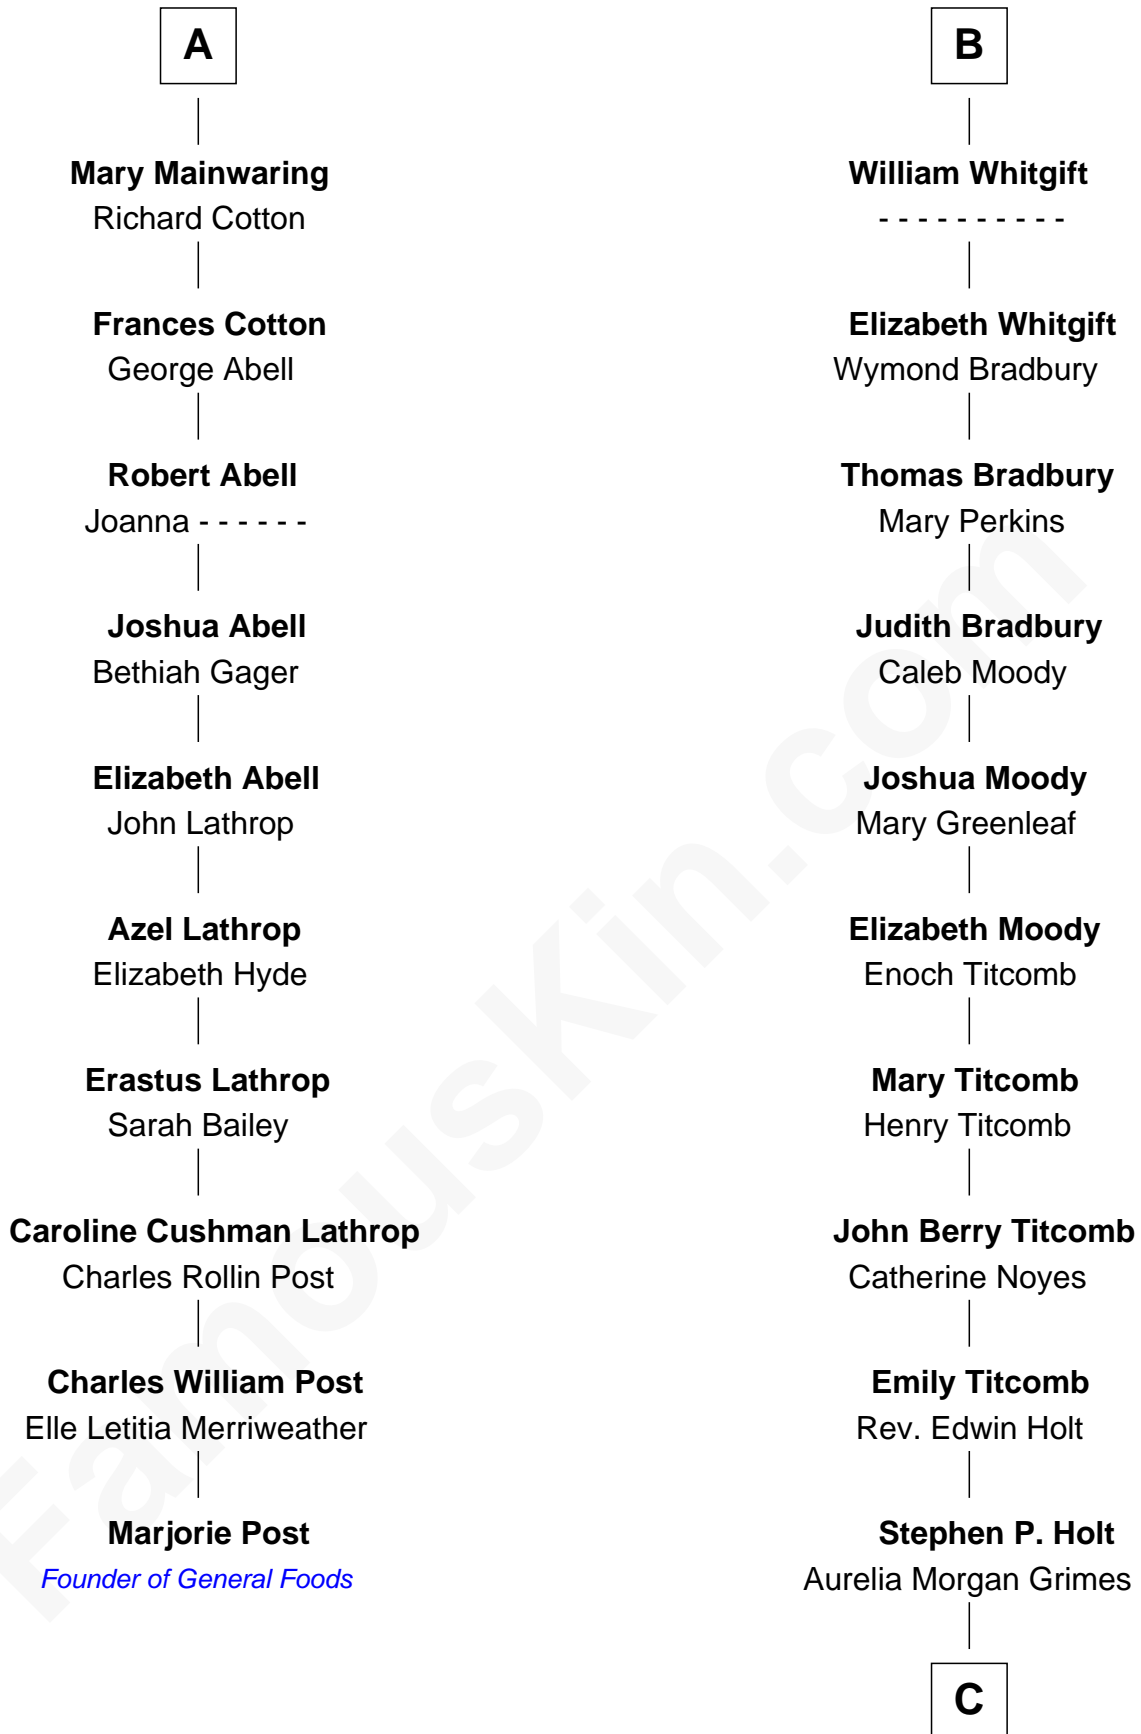 A
Mary Mainwaring
Richard Cotton
Frances Cotton
George Abell
Robert Abell
Joanna - - - - - -
Joshua Abell
Bethiah Gager
Elizabeth Abell
John Lathrop
Azel Lathrop
Elizabeth Hyde
Erastus Lathrop
Sarah Bailey
Caroline Cushman Lathrop
Charles Rollin Post
Charles William Post
Elle Letitia Merriweather
Marjorie Post
Founder of General Foods
B
William Whitgift
- - - - - - - - - -
Elizabeth Whitgift
Wymond Bradbury
Thomas Bradbury
Mary Perkins
Judith Bradbury
Caleb Moody
Joshua Moody
Mary Greenleaf
Elizabeth Moody
Enoch Titcomb
Mary Titcomb
Henry Titcomb
John Berry Titcomb
Catherine Noyes
Emily Titcomb
Rev. Edwin Holt
Stephen P. Holt
Aurelia Morgan Grimes
C
FamousKin.com